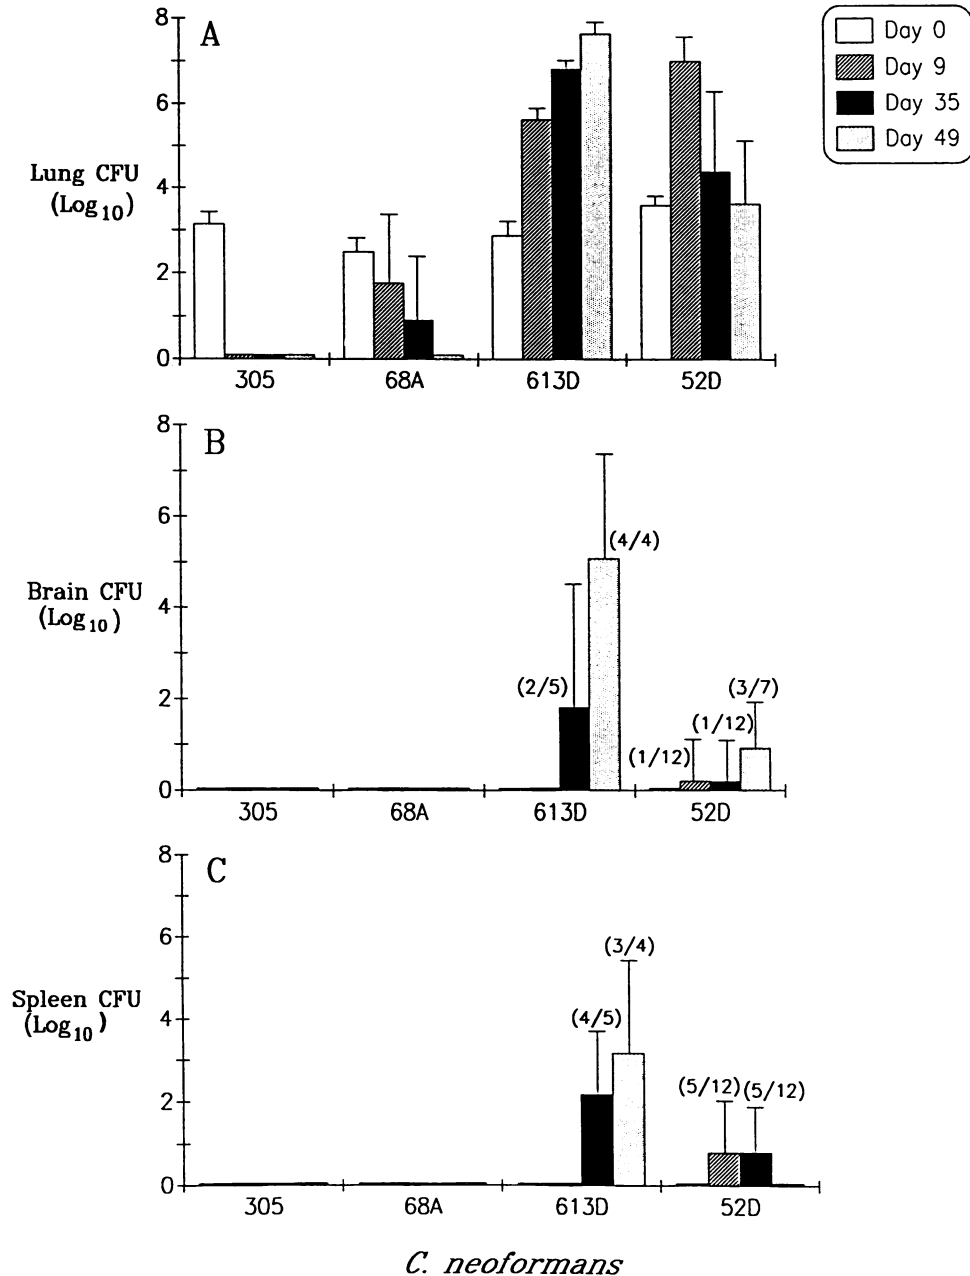 A
Day 0
Day 9
Day 35
Day 49
Lung CFU
(Log10)
8
6
4
2
0
305 68A 613D 52D
B
Brain CFU
(Log10)
8
6
4
2
0
(4/4)
(2/5)
(3/7)
(1/12)
(1/12)
305 68A 613D 52D
C
Spleen CFU
(Log10)
8
6
4
2
0
(3/4)
(4/5)
(5/12) (5/12)
305 68A 613D 52D
C. neoformans